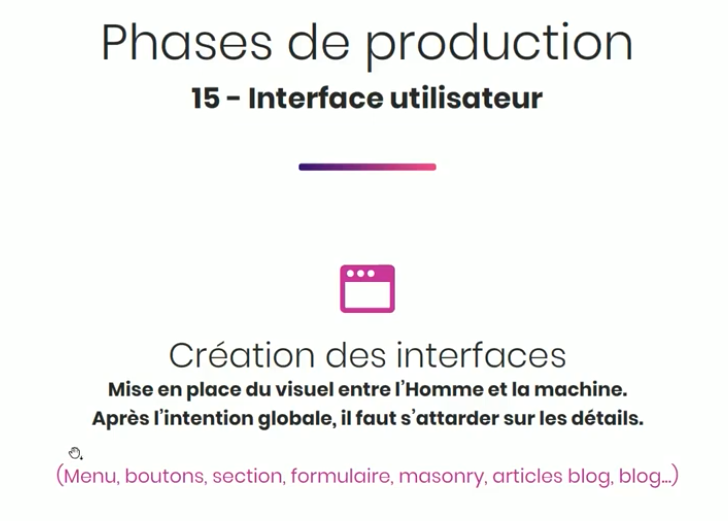 Phases de production
15 – Interface utilisateur
Création des interfaces
Mise en place du visuel entre l'Homme et la machine.
Après l'intention globale, il faut s'attarder sur les détails.
(Menu, boutons, section, formulaire, masonry, articles blog, blog...)